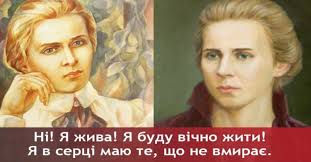 Ні! Я жива! Я буду вічно жити!
Я в серці маю те, що не вмирає.